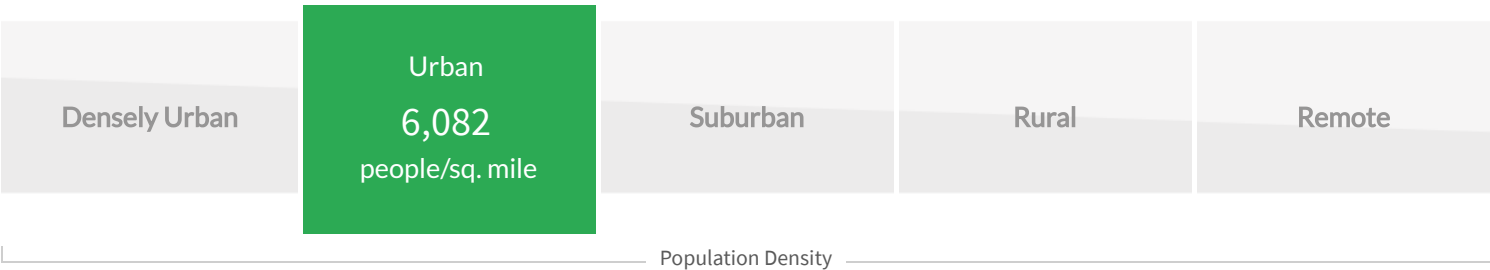 Densely Urban
Urban
6,082
people/sq. mile
Suburban
Rural
Remote
Population Density